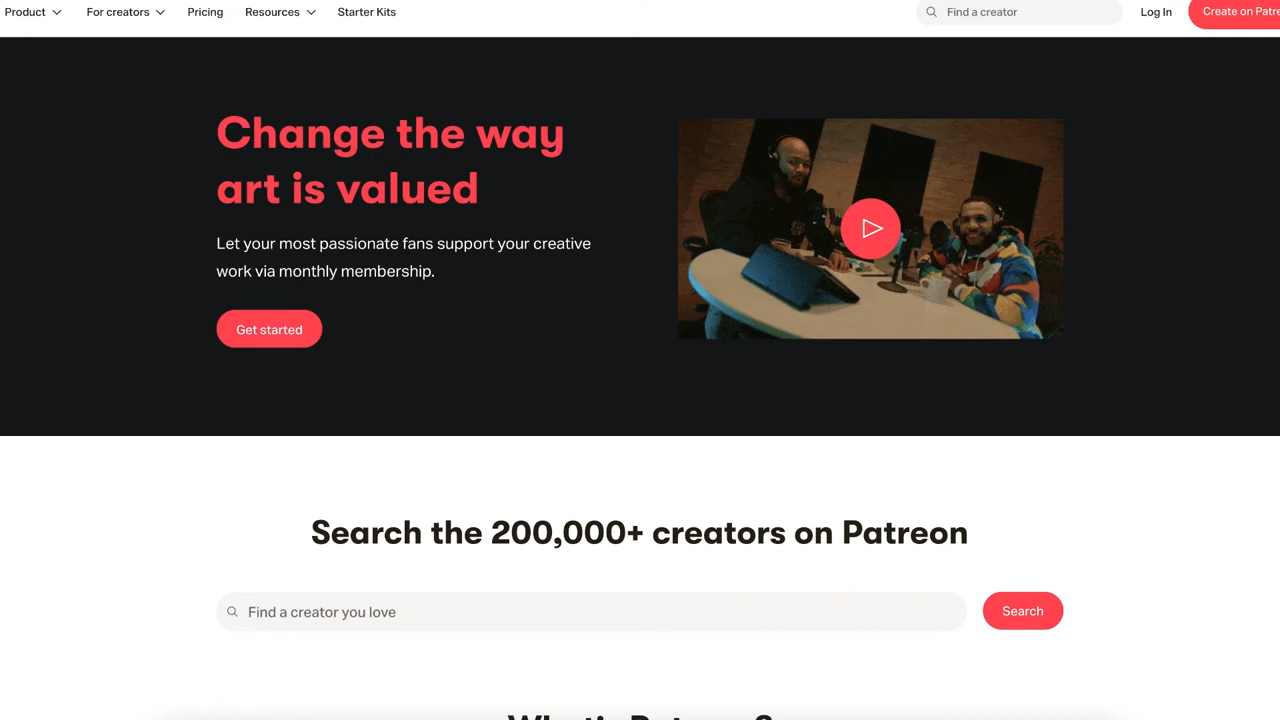 Product For creators Pricing Resources Starter Kits Find a creator Log In Create on
Change the way
art is valued
Let your most passionate fans support your creative
work via monthly membership.
Get started
Search the 200,000+ creators on Patreon
Find a creator you love
Search